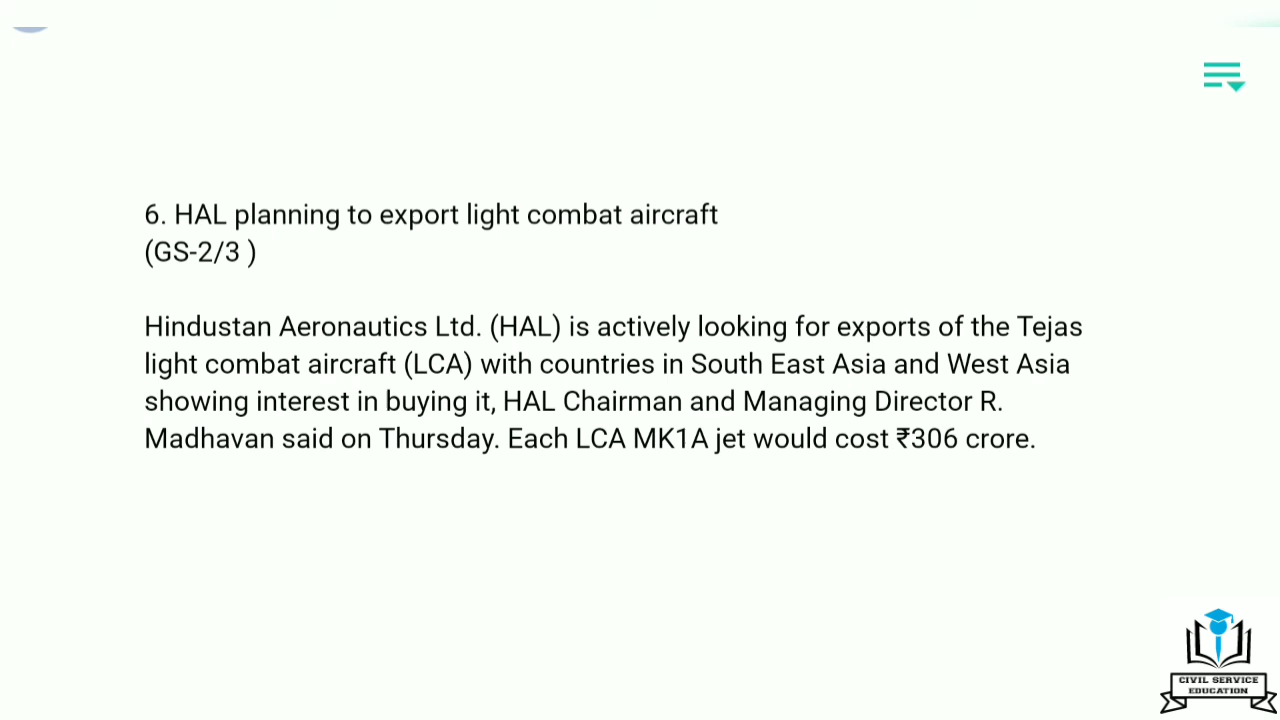 6. HAL planning to export light combat aircraft
(GS-2/3 )
Hindustan Aeronautics Ltd. (HAL) is actively looking for exports of the Tejas
light combat aircraft (LCA) with countries in South East Asia and West Asia
showing interest in buying it, HAL Chairman and Managing Director R.
Madhavan said on Thursday. Each LCA MK1A jet would cost ₹306 crore.
CIVIL SERVICE
EDUCATION